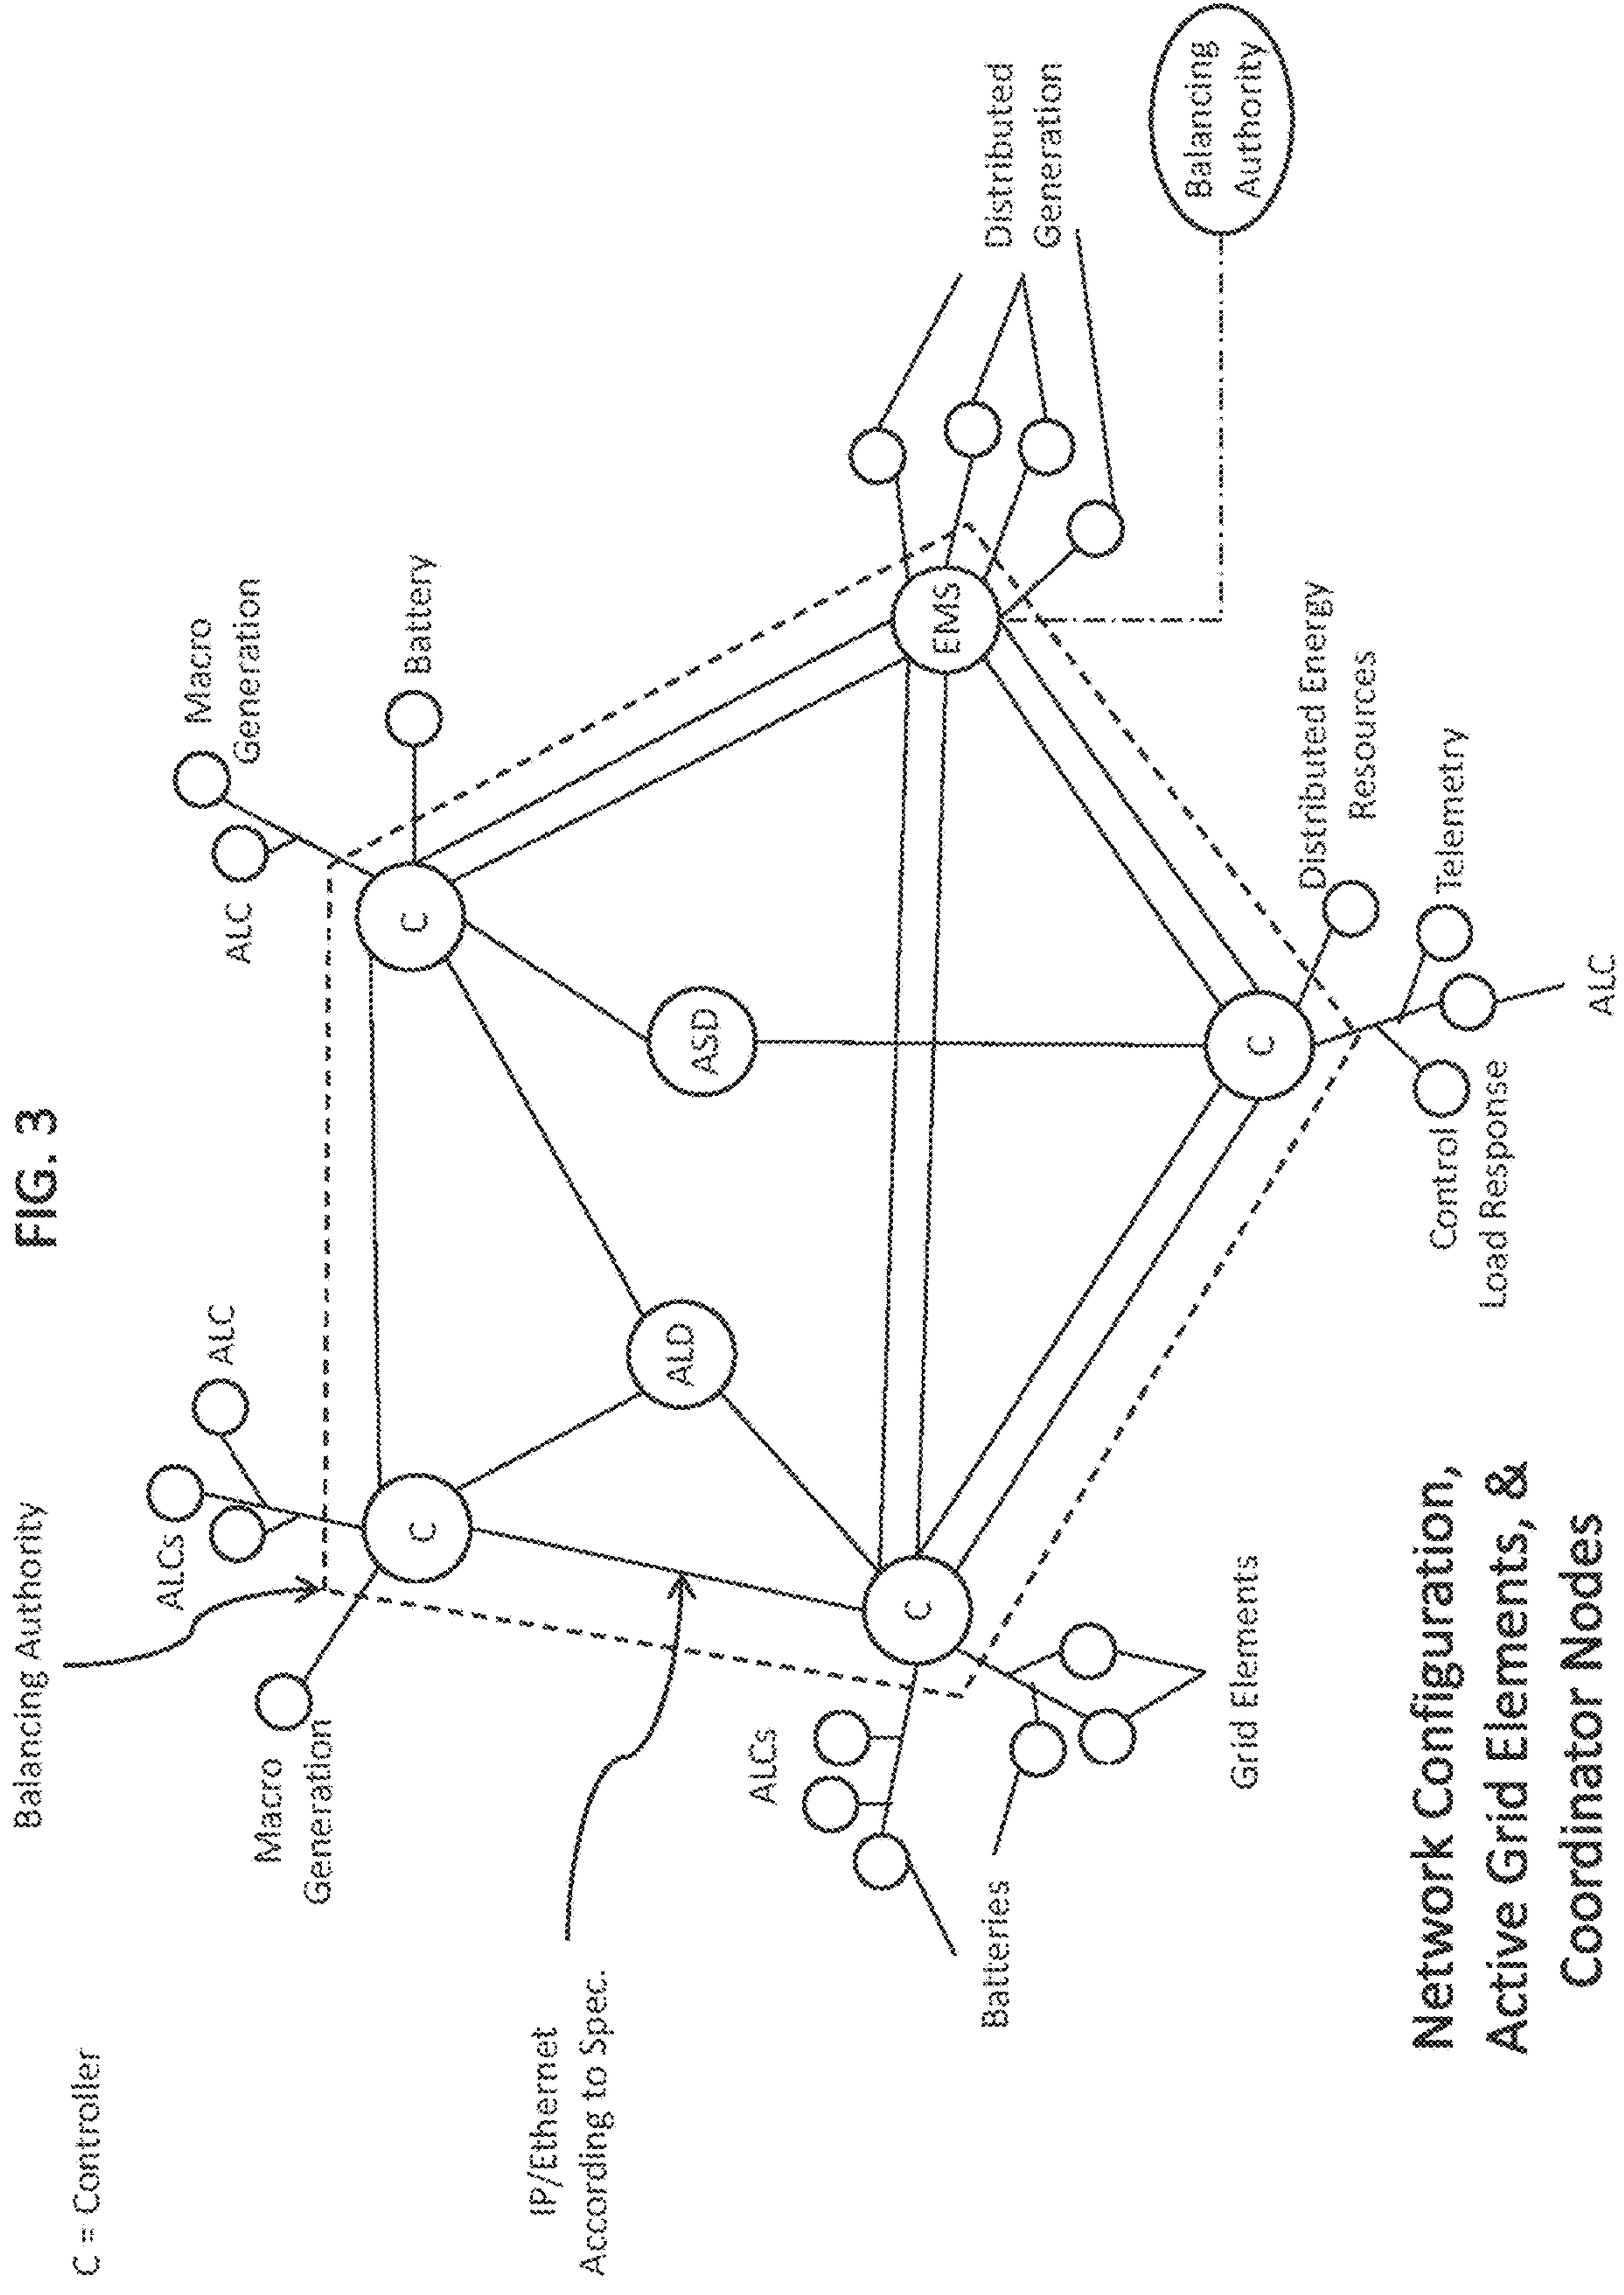 FIG. 3
C = Controller
Balancing Authority
ALCs
ALC
ALC
Macro
Generation
Macro
Generation
Battery
C
C
IP/Ethernet
According to Spec.
ALD
ASD
ALCs
C
EMS
Distributed
Generation
Batteries
Balancing
Authority
Grid Elements
C
Distributed Energy
Resources
Telemetry
Control
Load Response
ALC
Network Configuration,
Active Grid Elements, &
Coordinator Nodes